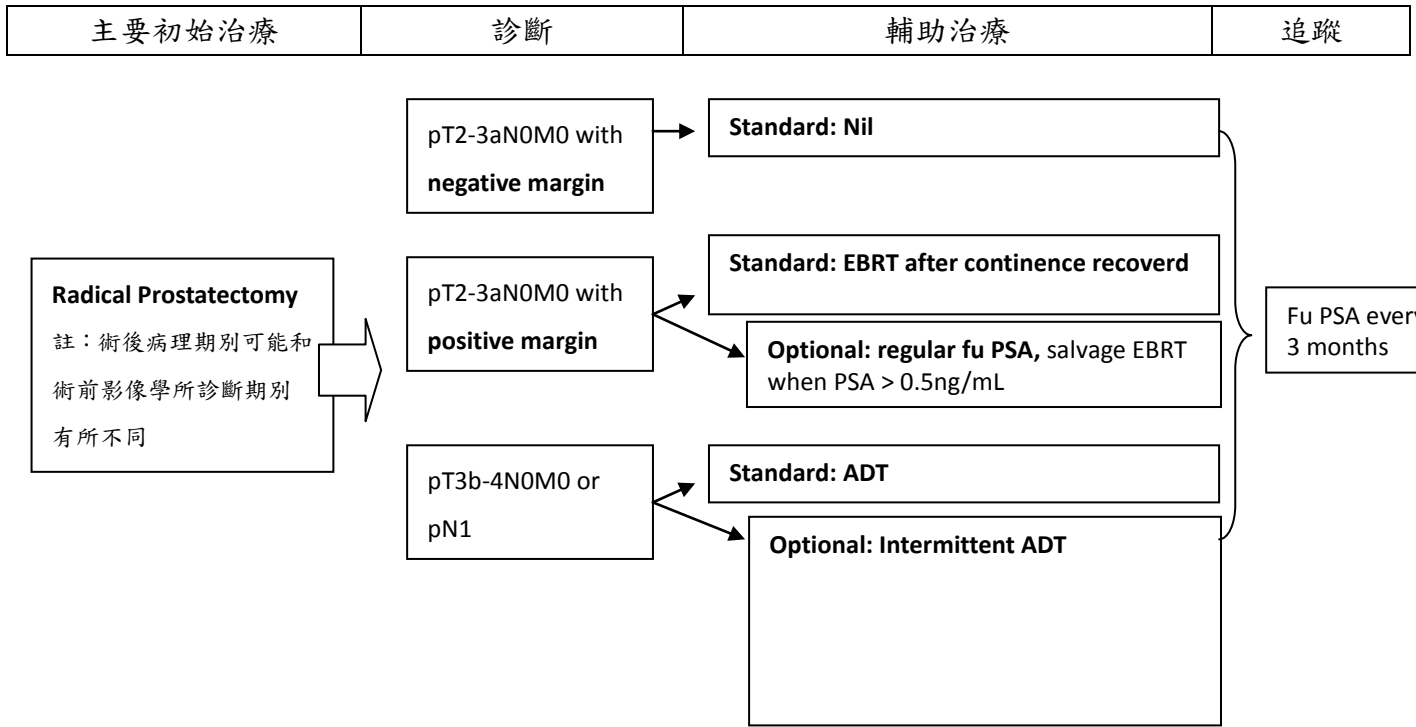 主要初始治療
診斷
輔助治療
追蹤
Radical Prostatectomy
註：術後病理期別可能和
術前影像學所診斷期別
有所不同
pT2-3aN0M0 with
negative margin
Standard: Nil
pT2-3aN0M0 with
positive margin
Standard: EBRT after continence recoverd
Optional: regular fu PSA, salvage EBRT
when PSA > 0.5ng/mL
pT3b-4N0M0 or
pN1
Standard: ADT
Optional: Intermittent ADT
Fu PSA every
3 months